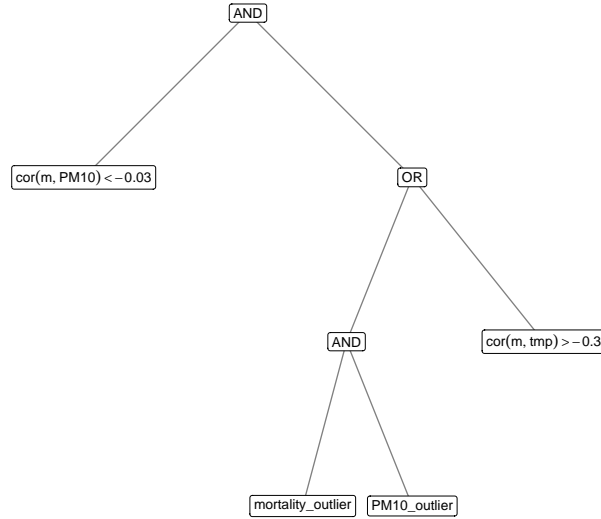 AND
cor(m, PM10) < −0.03
OR
AND
cor(m, tmp) > −0.3
mortality_outlier
PM10_outlier